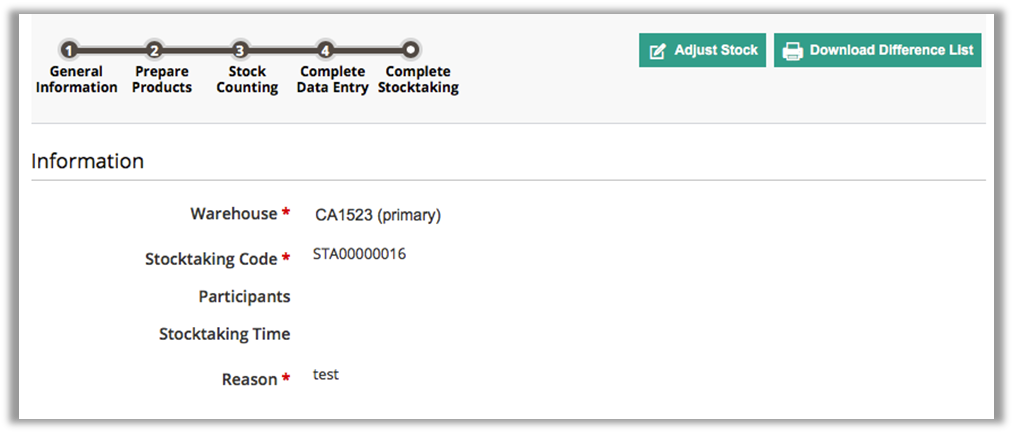 1 2 3 4
General Prepare Stock Complete Complete
Information Products Counting Data Entry Stocktaking
Adjust Stock Download Difference List
Information
Warehouse * CA1523 (primary)
Stocktaking Code * STA00000016
Participants
Stocktaking Time
Reason * test